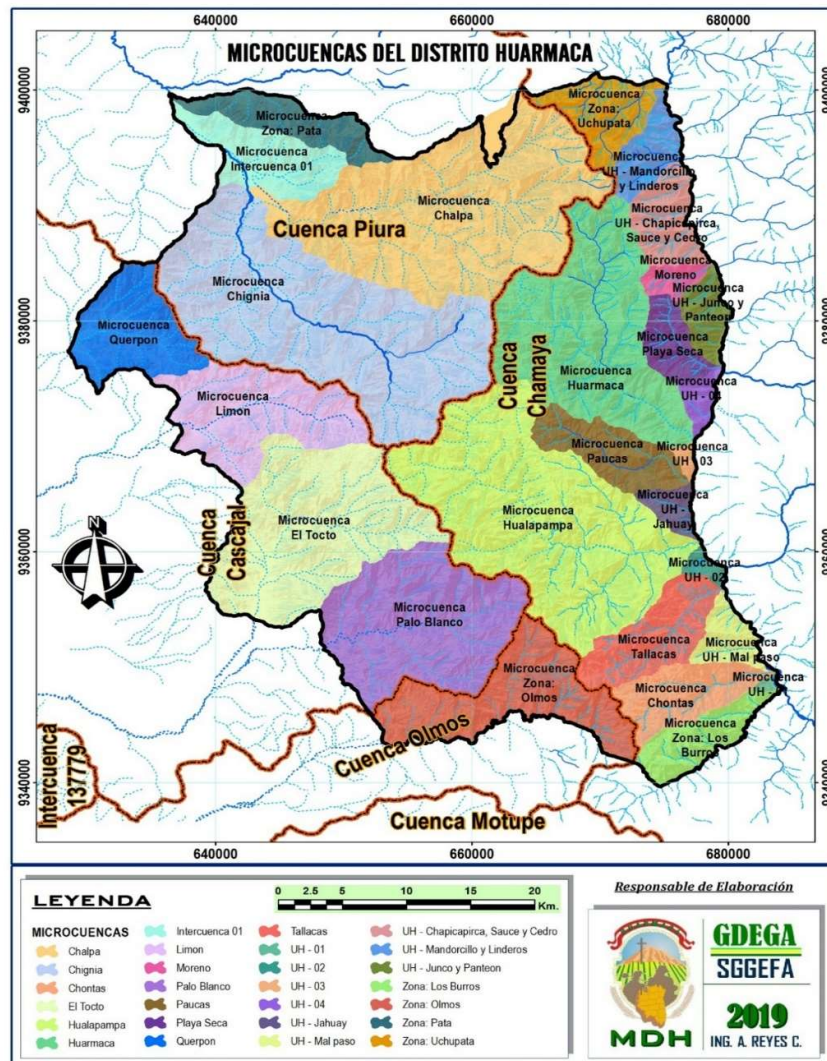 640000 660000 680000
MICROCUENCAS DEL DISTRITO HUARMACA
9400000
9400000
Microcuenca
Zona: Pata
Microcuenca
Zona:
Uchupata
Microcuenca
Intercuenca 01
Microcuenca
UH - Mandorcillo
y Linderos
Microcuenca
Chalpa
Microcuenca
UH - Chapicapirca,
Sauce y Cedro
Cuenca Piura
Microcuenca
Moreno
Microcuenca
Chignia
Microcuenca
UH - Junco y
Panteon
9380000
9380000
Microcuenca
Querpon
Microcuenca
Playa Seca
Cuenca
Chamaya
Microcuenca
Huarmaca
Microcuenca
UH - 04
Microcuenca
Limon
Microcuenca
Paucas
Microcuenca
UH - 03
Microcuenca
UH -
Jahuay
Microcuenca
Hualapampa
Microcuenca
El Tocto
Cuenca
Cascajal
N
9360000
9360000
Microcuenca
UH - 02
Microcuenca
Palo Blanco
Microcuenca
Tallacas
Microcuenca
UH - Mal paso
Microcuenca
Zona:
Olmos
Microcuenca
UH -
Microcuenca
Chontas
Microcuenca
Zona: Los
Burros
Cuenca Olmos
Intercuenca
137779
9340000
9340000
Cuenca Motupe
640000 660000 680000
LEYENDA
0 2.5 5 10 15 20
Km.
MICROCUENCAS
Chalpa
Chignia
Chontas
El Tocto
Hualapampa
Huarmaca
Intercuenca 01
Limon
Moreno
Palo Blanco
Paucas
Playa Seca
Querpon
Tallacas
UH - 01
UH - 02
UH - 03
UH - 04
UH - Jahuay
UH - Mal paso
UH - Chapicapirca, Sauce y Cedro
UH - Mandorcillo y Linderos
UH - Junco y Panteon
Zona: Los Burros
Zona: Olmos
Zona: Pata
Zona: Uchupata
Responsable de Elaboración
MDH
GDEGA
SGGEFA
2019
ING. A. REYES C.